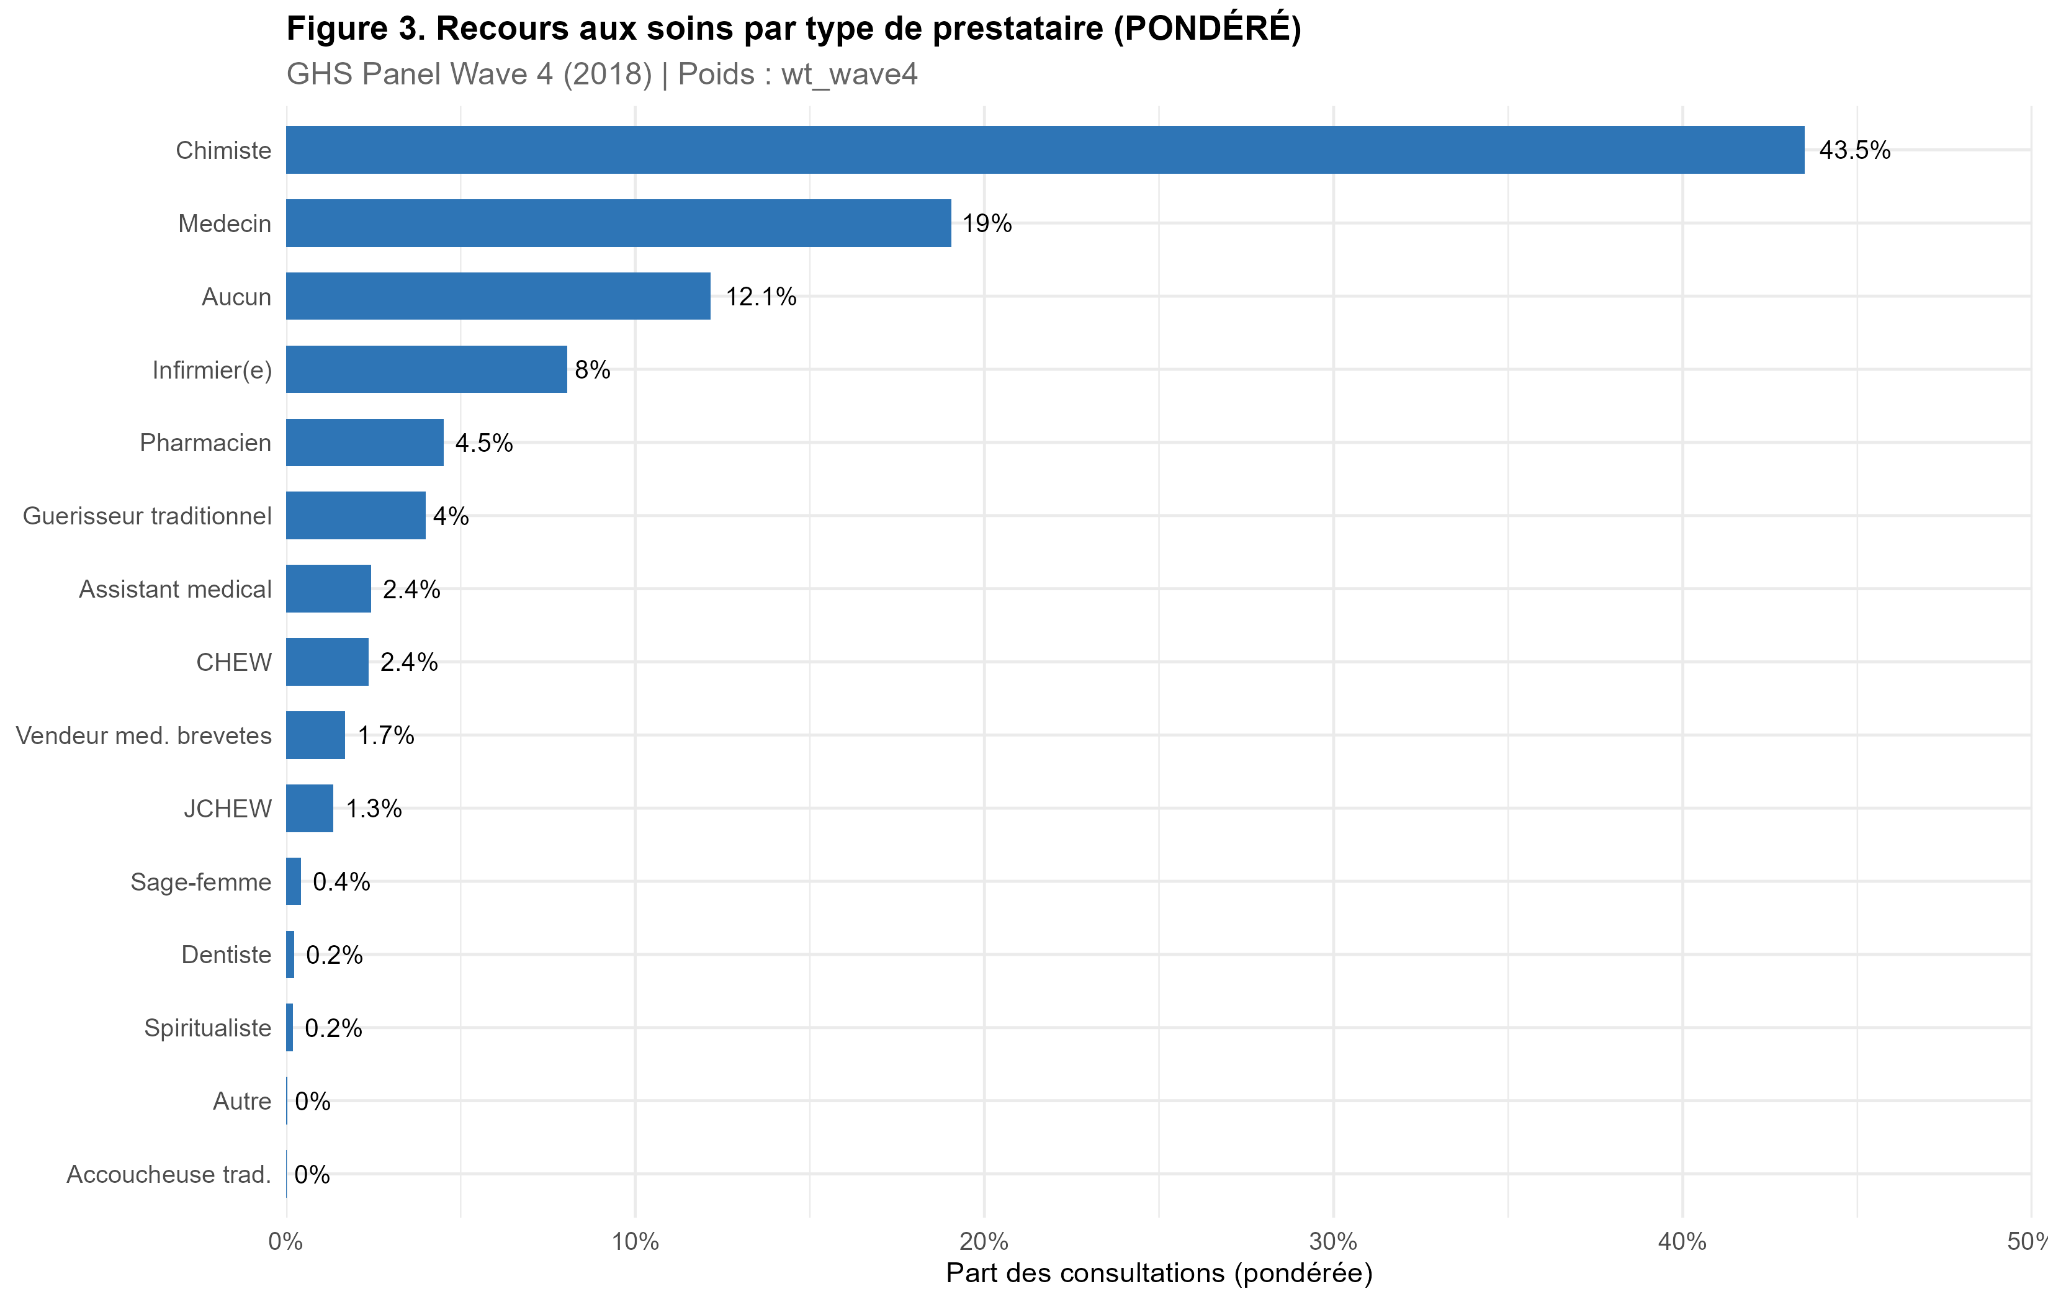 Figure 3. Recours aux soins par type de prestataire (PONDÉRÉ)
GHS Panel Wave 4 (2018) | Poids : wt_wave4
Chimiste 43.5%
Medecin 19%
Aucun 12.1%
Infirmier(e) 8%
Pharmacien 4.5%
Guerisseur traditionnel 4%
Assistant medical 2.4%
CHEW 2.4%
Vendeur med. brevetes 1.7%
JCHEW 1.3%
Sage-femme 0.4%
Dentiste 0.2%
Spiritualiste 0.2%
Autre 0%
Accoucheuse trad. 0%
0% 10% 20% 30% 40% 50%
Part des consultations (pondérée)